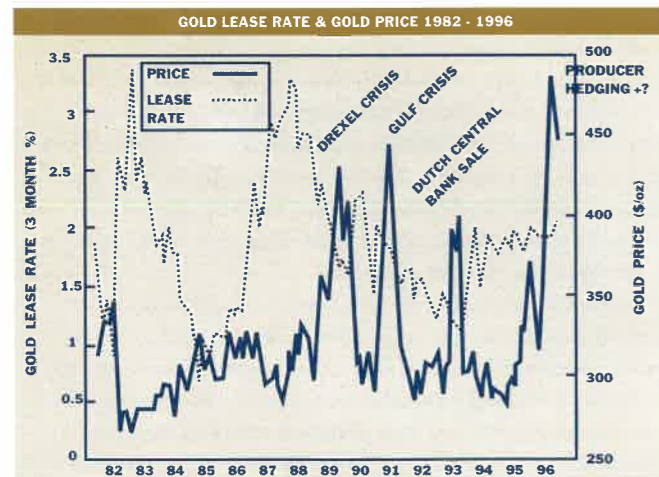 GOLD LEASE RATE & GOLD PRICE 1982 - 1996
3.5
3
2.5
2
1.5
1
0.5
0
GOLD LEASE RATE (3 MONTH %)
PRICE
LEASE
RATE
DREXEL CRISIS
GULF CRISIS
DUTCH CENTRAL
BANK SALE
PRODUCER
HEDGING +?
500
450
400
350
300
250
GOLD PRICE ($/oz)
82 83 84 85 86 87 88 89 90 91 92 93 94 95 96